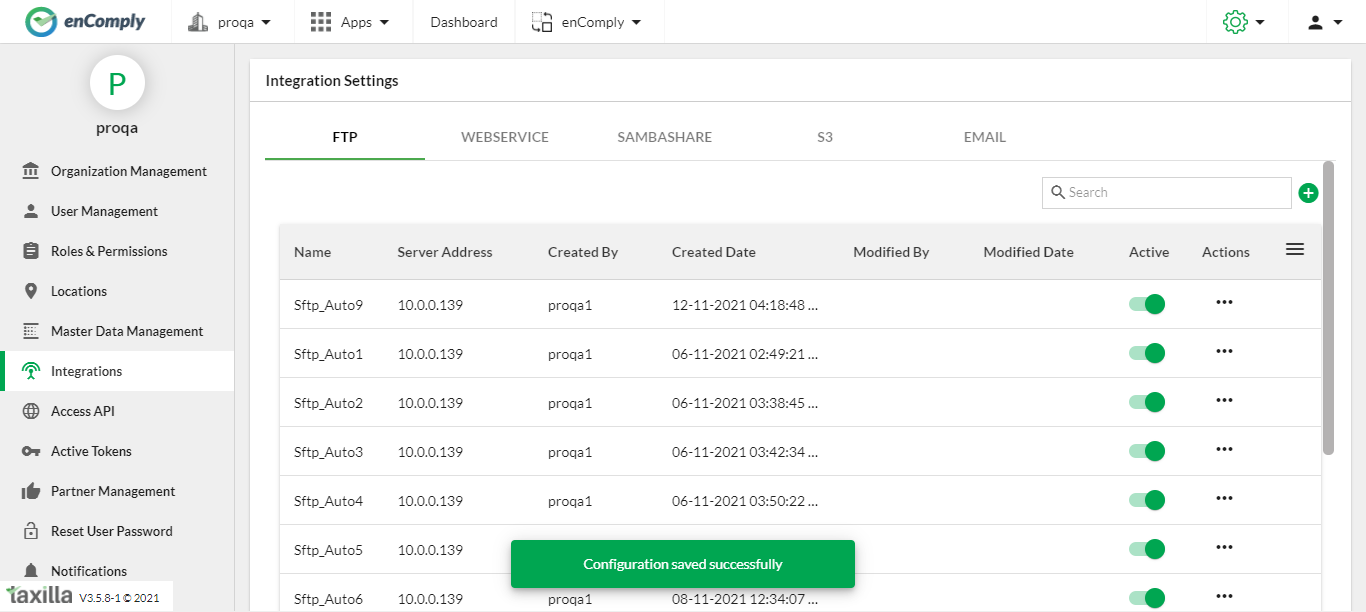 enComply
proqa
Apps
Dashboard
enComply
P
proqa
Organization Management
User Management
Roles & Permissions
Locations
Master Data Management
Integrations
Access API
Active Tokens
Partner Management
Reset User Password
Notifications
taxilla V3.5.8-1 © 2021
Integration Settings
FTP WEBSERVICE SAMBASHARE S3 EMAIL
Search
Name Server Address Created By Created Date Modified By Modified Date Active Actions
Sftp_Auto9 10.0.0.139 proqa1 12-11-2021 04:18:48 ...
Sftp_Auto1 10.0.0.139 proqa1 06-11-2021 02:49:21 ...
Sftp_Auto2 10.0.0.139 proqa1 06-11-2021 03:38:45 ...
Sftp_Auto3 10.0.0.139 proqa1 06-11-2021 03:42:34 ...
Sftp_Auto4 10.0.0.139 proqa1 06-11-2021 03:50:22 ...
Sftp_Auto5 10.0.0.139
Configuration saved successfully
Sftp_Auto6 10.0.0.139 proqa1 08-11-2021 12:34:07 ...